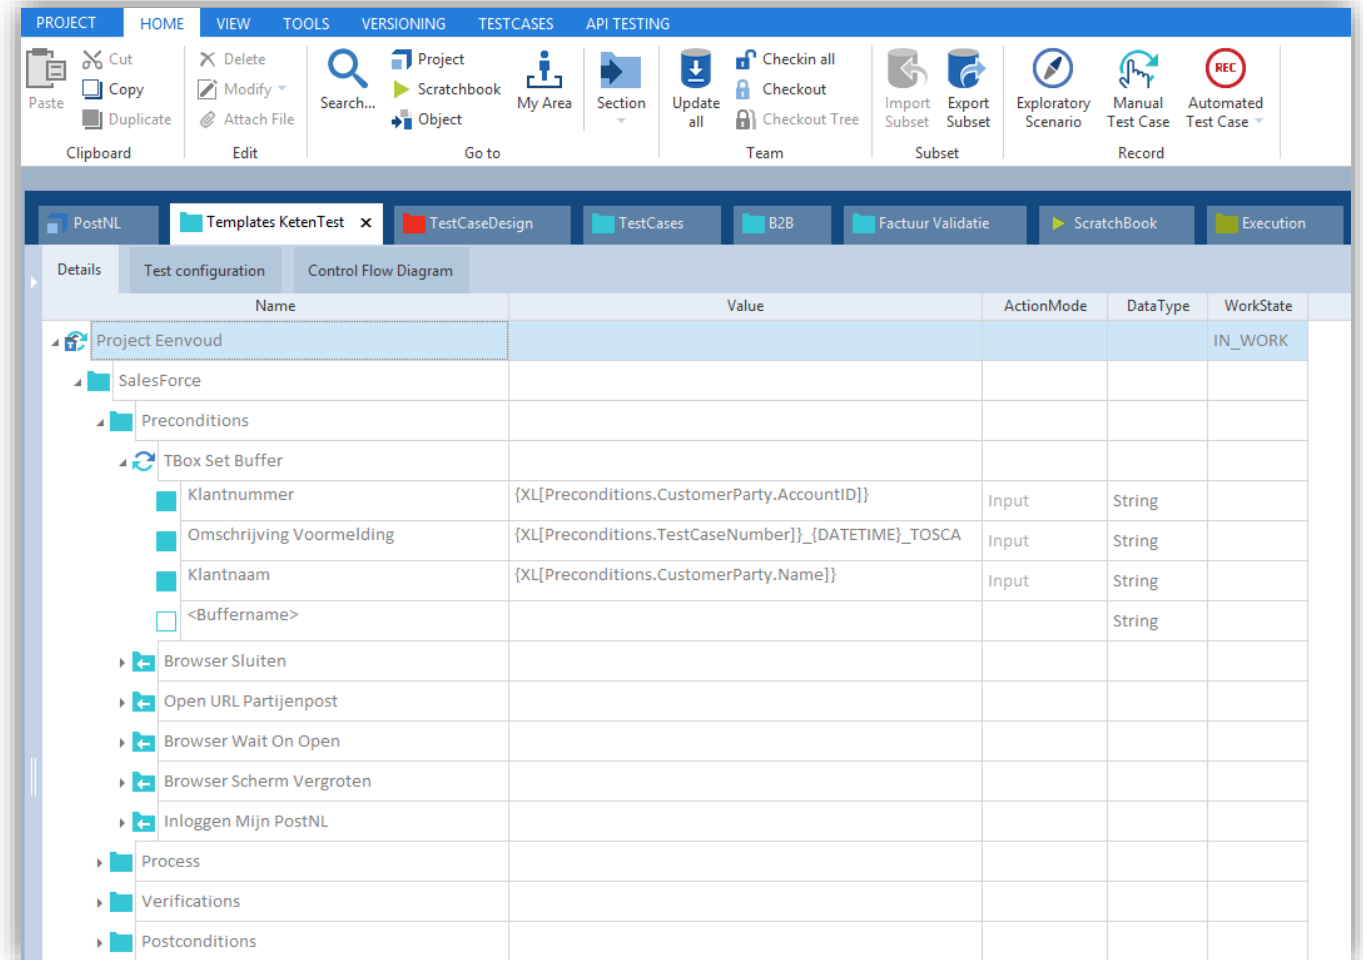 PROJECT HOME VIEW TOOLS VERSIONING TESTCASES API TESTING
Paste
Cut
Copy
Duplicate
Clipboard
Delete
Modify
Attach File
Edit
Search...
Project
Scratchbook
Object
My Area
Go to
Section
Update all
Checkin all
Checkout
Checkout Tree
Team
Import Subset
Export Subset
Subset
Exploratory Scenario
Manual Test Case
REC
Automated Test Case
Record
PostNL Templates KetenTest x TestCaseDesign TestCases B2B Factuur Validatie ScratchBook Execution
Details Test configuration Control Flow Diagram
Name Value ActionMode DataType WorkState
Project Eenvoud IN_WORK
SalesForce
Preconditions
TBox Set Buffer
Klantnummer {XL[Preconditions.CustomerParty.AccountID]} Input String
Omschrijving Voormelding {XL[Preconditions.TestCaseNumber]}_{DATETIME}_TOSCA Input String
Klantnaam {XL[Preconditions.CustomerParty.Name]} Input String
<Buffername> String
Browser Sluiten
Open URL Partijenpost
Browser Wait On Open
Browser Scherm Vergroten
Inloggen Mijn PostNL
Process
Verifications
Postconditions